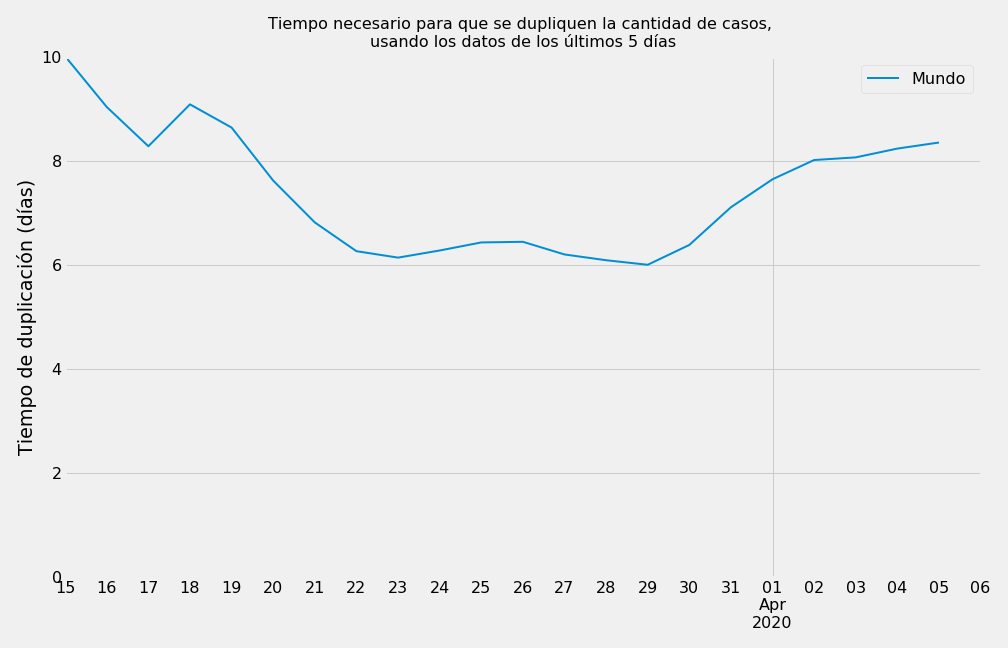 Tiempo necesario para que se dupliquen la cantidad de casos,
usando los datos de los últimos 5 días
Mundo
Tiempo de duplicación (días)
10
8
6
4
2
0
15 16 17 18 19 20 21 22 23 24 25 26 27 28 29 30 31 01 02 03 04 05 06
Apr
2020